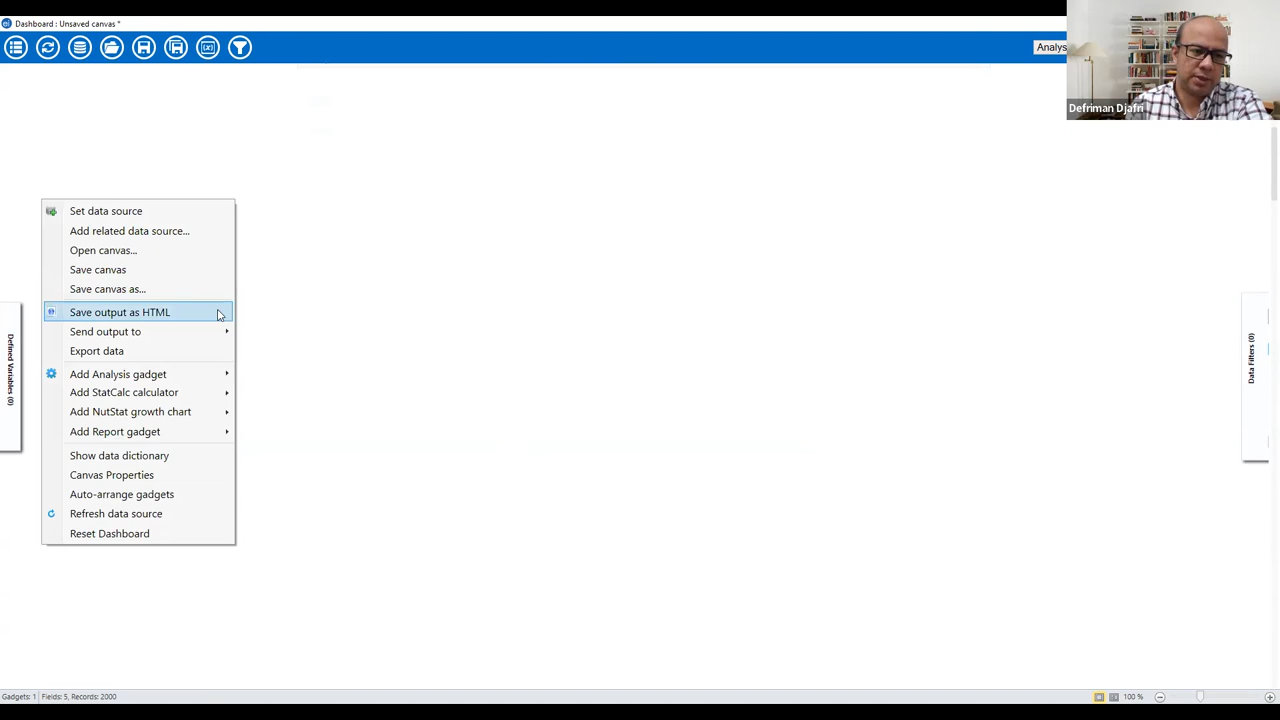 Dashboard : Unsaved canvas *
Analys
Defriman Djafri
Set data source
Add related data source...
Open canvas...
Save canvas
Save canvas as...
Save output as HTML
Send output to
Export data
Add Analysis gadget
Add StatCalc calculator
Add NutStat growth chart
Add Report gadget
Show data dictionary
Canvas Properties
Auto-arrange gadgets
Refresh data source
Reset Dashboard
Defined Variables (0)
Data Filters (0)
Gadgets: 1 Fields: 5, Records: 2000
100 %